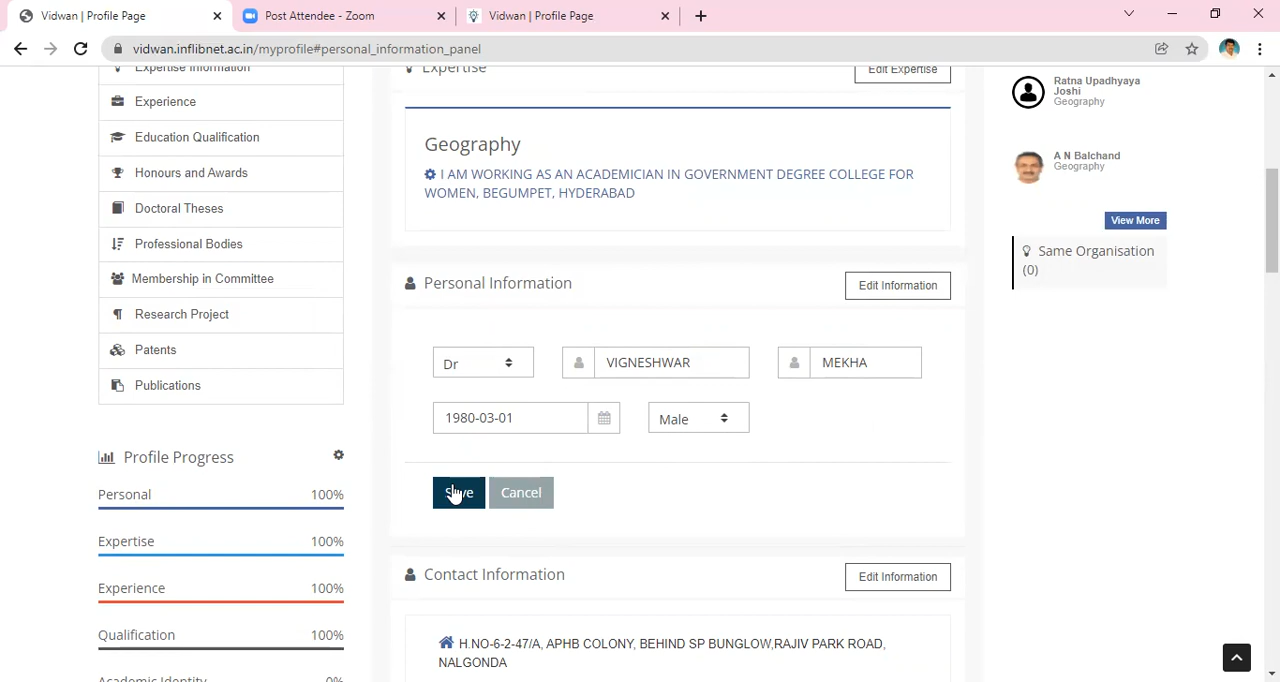 Vidwan | Profile Page
Post Attendee - Zoom
Vidwan | Profile Page
vidwan.inflibnet.ac.in/myprofile#personal_information_panel
Expertise Information
Experience
Education Qualification
Honours and Awards
Doctoral Theses
Professional Bodies
Membership in Committee
Research Project
Patents
Publications
Profile Progress
Personal 100%
Expertise 100%
Experience 100%
Qualification 100%
Academic Identity 0%
Expertise
Edit Expertise
Geography
I AM WORKING AS AN ACADEMICIAN IN GOVERNMENT DEGREE COLLEGE FOR
WOMEN, BEGUMPET, HYDERABAD
Personal Information
Edit Information
Dr
VIGNESHWAR
MEKHA
1980-03-01
Male
Save
Cancel
Contact Information
Edit Information
H.NO-6-2-47/A, APHB COLONY, BEHIND SP BUNGLOW,RAJIV PARK ROAD,
NALGONDA
Ratna Upadhyaya
Joshi
Geography
A N Balchand
Geography
View More
Same Organisation
(0)